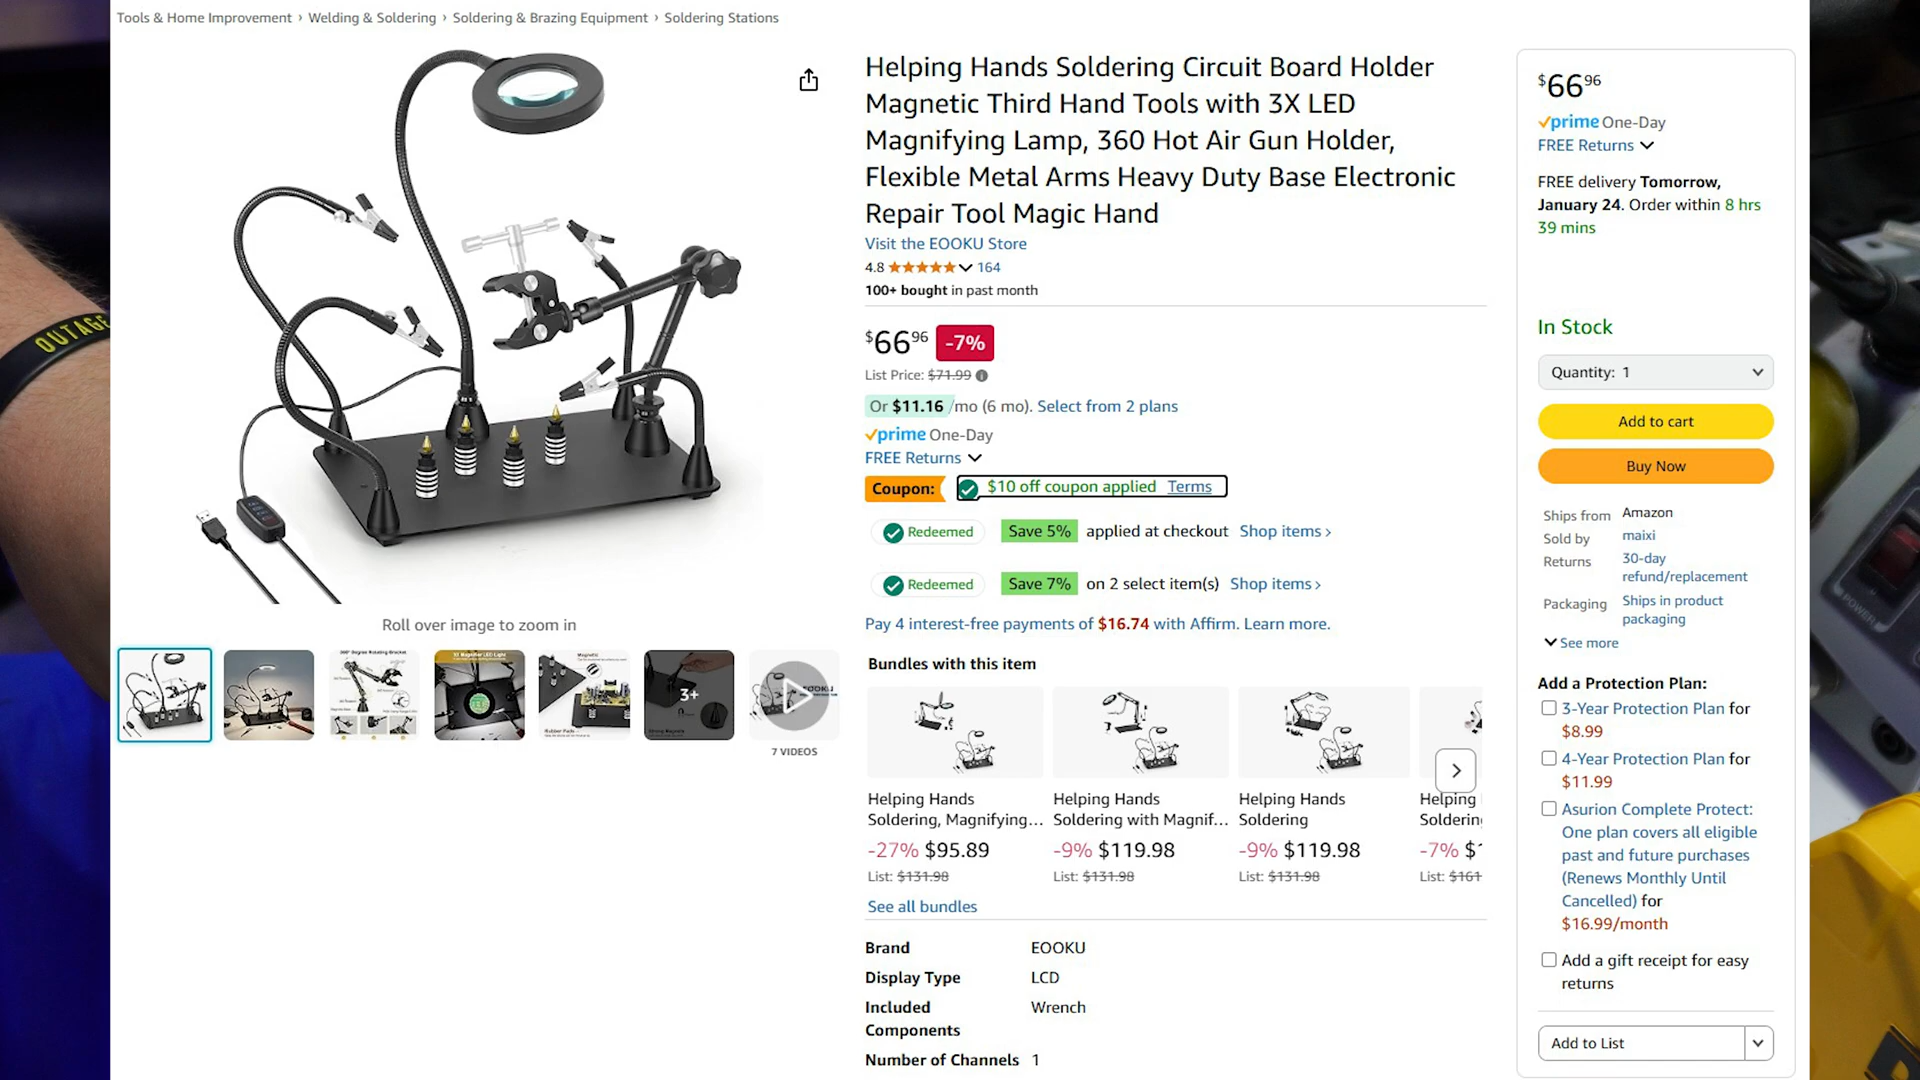 Tools & Home Improvement › Welding & Soldering › Soldering & Brazing Equipment › Soldering Stations
Helping Hands Soldering Circuit Board Holder
Magnetic Third Hand Tools with 3X LED
Magnifying Lamp, 360 Hot Air Gun Holder,
Flexible Metal Arms Heavy Duty Base Electronic
Repair Tool Magic Hand
Visit the EOOKU Store
4.8 164
100+ bought in past month
$66 96 -7%
List Price: $71.99
Or $11.16 /mo (6 mo). Select from 2 plans
prime One-Day
FREE Returns
Coupon: $10 off coupon applied Terms
Redeemed Save 5% applied at checkout Shop items ›
Redeemed Save 7% on 2 select item(s) Shop items ›
Pay 4 interest-free payments of $16.74 with Affirm. Learn more.
Roll over image to zoom in
3+
7 VIDEOS
Bundles with this item
Helping Hands
Soldering, Magnifying...
-27% $95.89
List: $131.98
Helping Hands
Soldering with Magnif...
-9% $119.98
List: $131.98
Helping Hands
Soldering
-9% $119.98
List: $131.98
Helping
Soldering
-7%
List: $161
See all bundles
Brand EOOKU
Display Type LCD
Included Wrench
Components
Number of Channels 1
$66 96
prime One-Day
FREE Returns
FREE delivery Tomorrow,
January 24. Order within 8 hrs
39 mins
In Stock
Quantity: 1
Add to cart
Buy Now
Ships from Amazon
Sold by maixi
Returns 30-day
refund/replacement
Packaging Ships in product
packaging
See more
Add a Protection Plan:
3-Year Protection Plan for
$8.99
4-Year Protection Plan for
$11.99
Asurion Complete Protect:
One plan covers all eligible
past and future purchases
(Renews Monthly Until
Cancelled) for
$16.99/month
Add a gift receipt for easy
returns
Add to List
OUTAGE
POWER